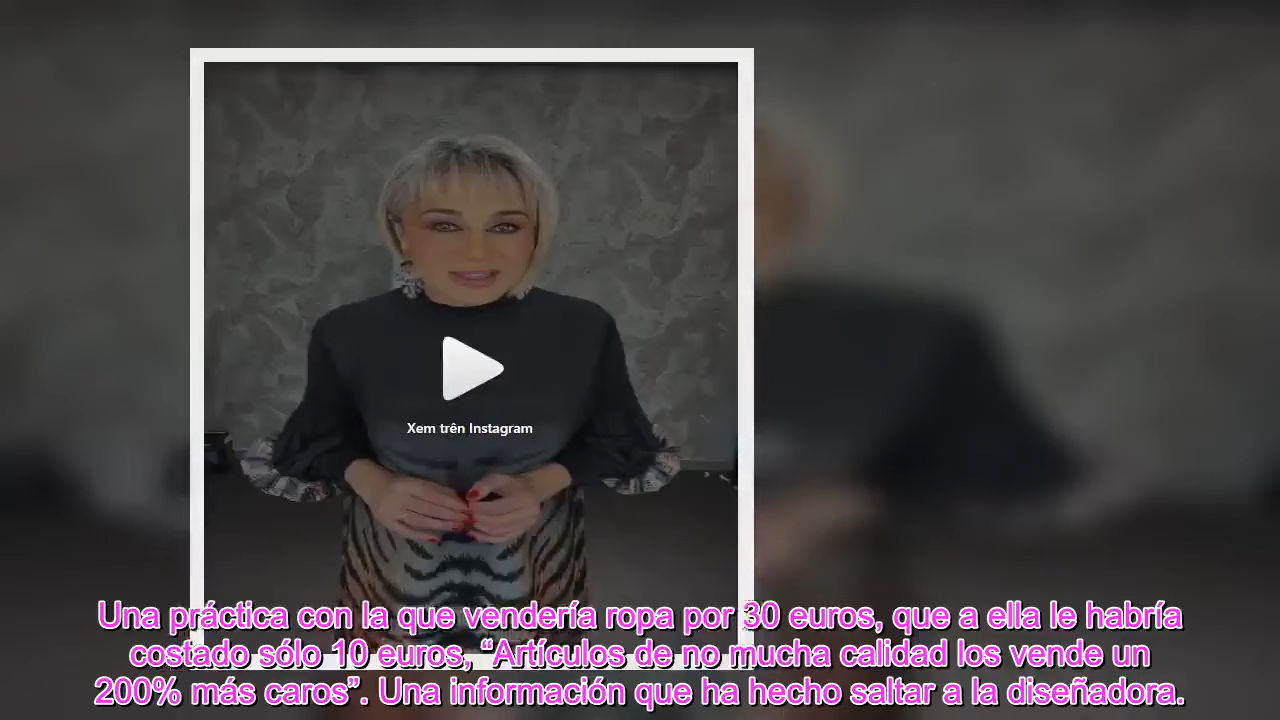 Xem trên Instagram
Una práctica con la que vendería ropa por 30 euros, que a ella le habría
costado sólo 10 euros, “Artículos de no mucha calidad los vende un
200% más caros”. Una información que ha hecho saltar a la diseñadora.